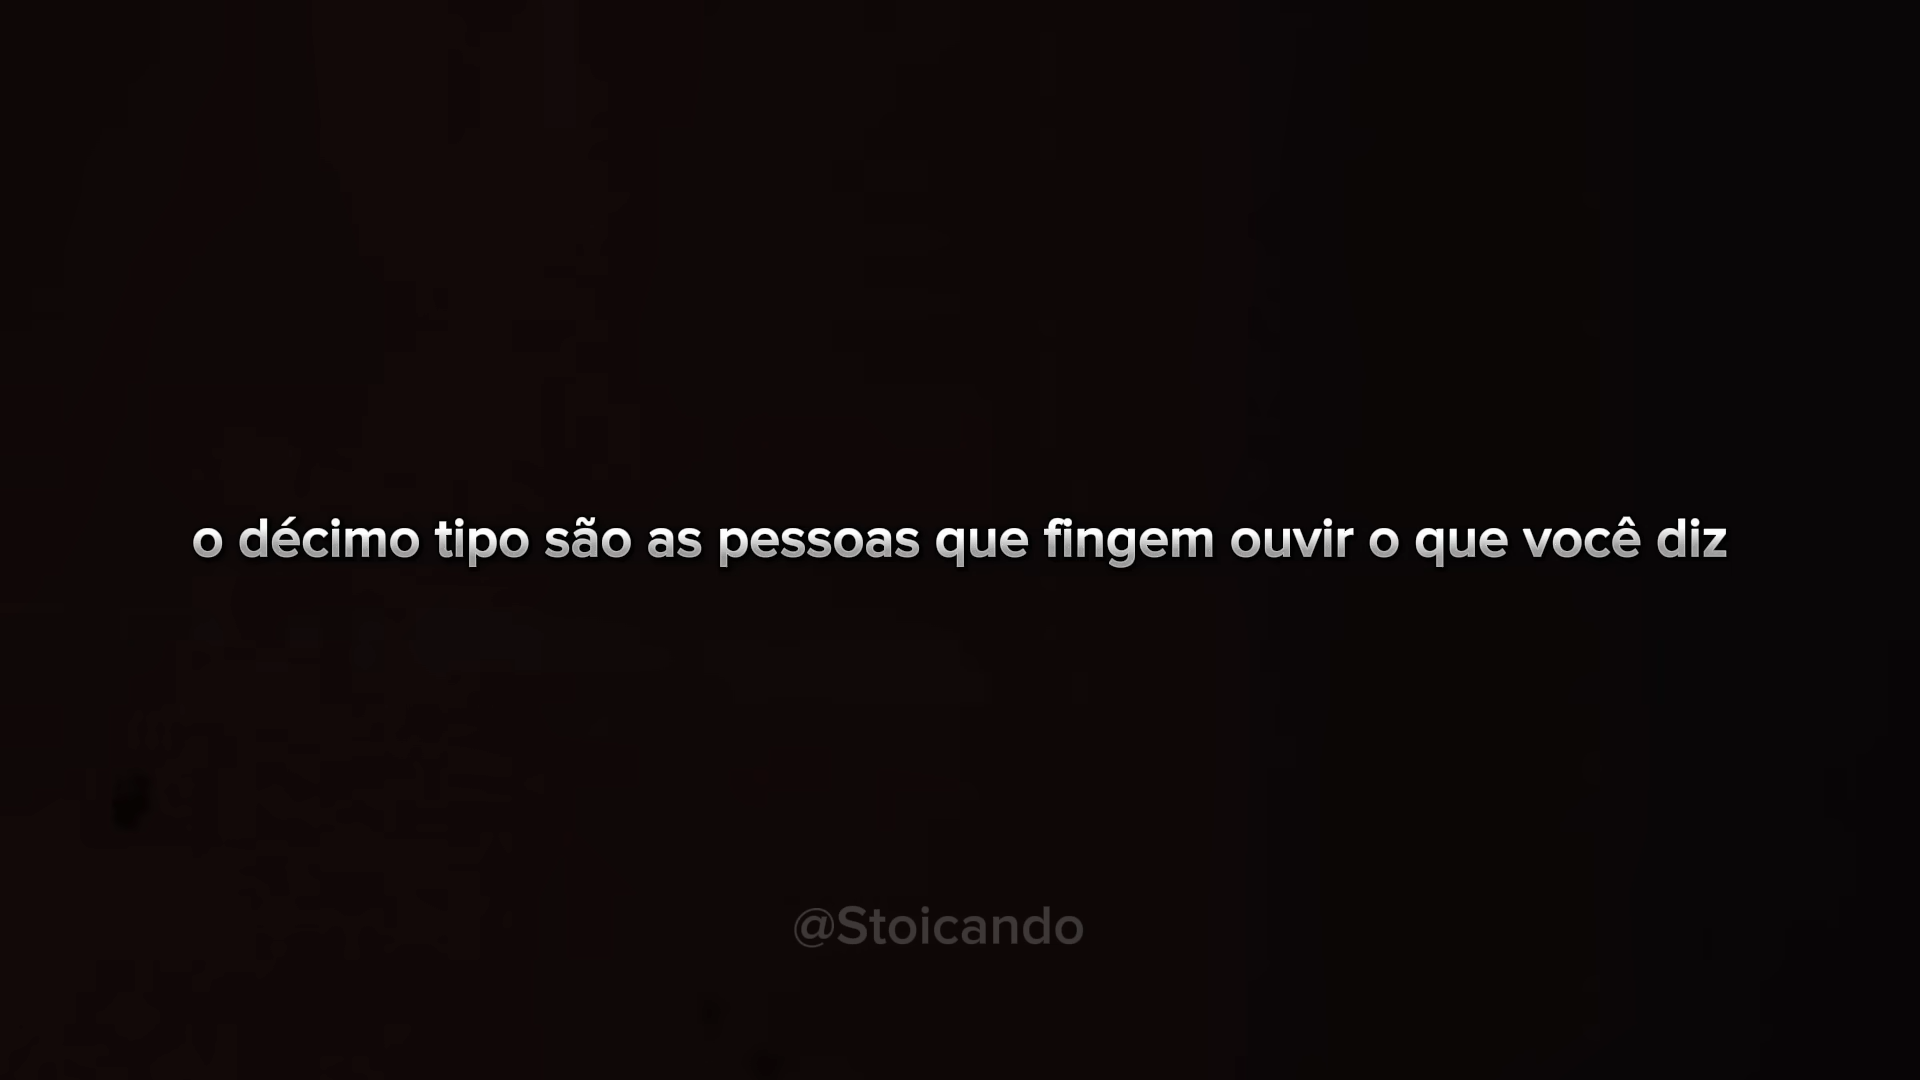 o décimo tipo são as pessoas que fingem ouvir o que você diz
@Stoicando